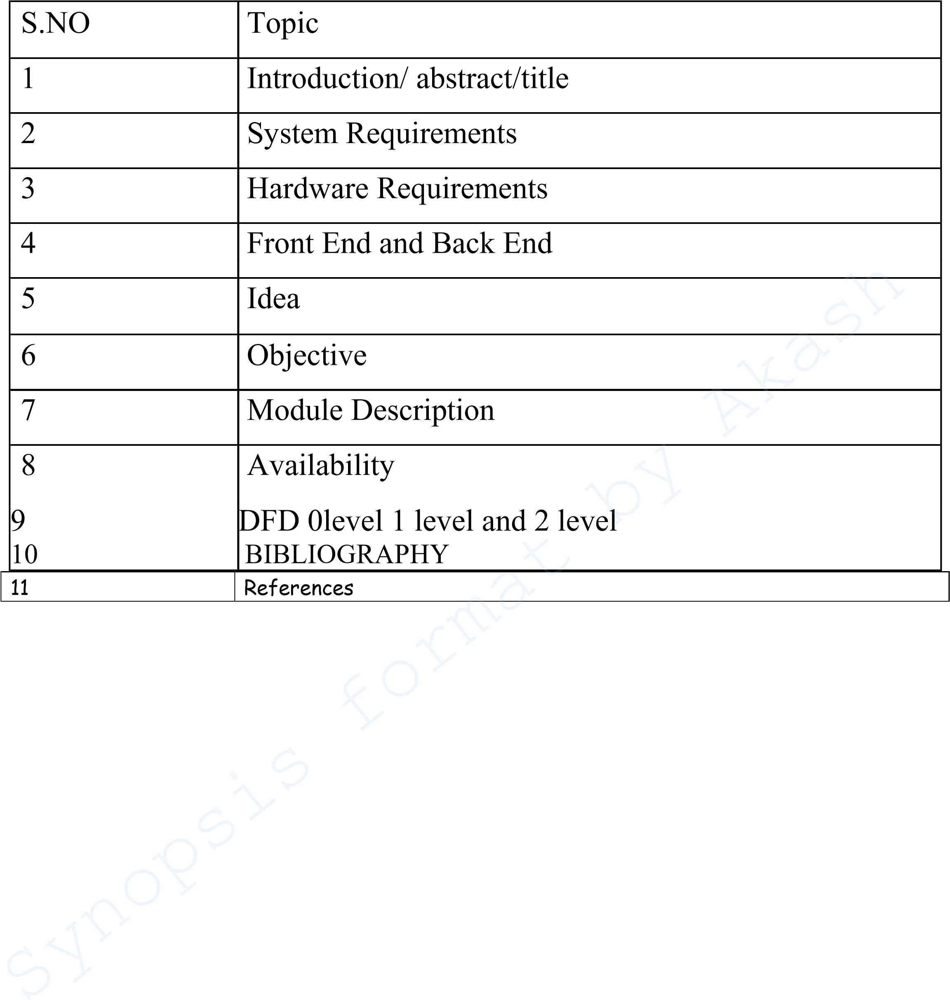 S.NO Topic
1 Introduction/ abstract/title
2 System Requirements
3 Hardware Requirements
4 Front End and Back End
5 Idea
6 Objective
7 Module Description
8 Availability
9 DFD 0level 1 level and 2 level
10 BIBLIOGRAPHY
11 References
Synopsis format by Akash